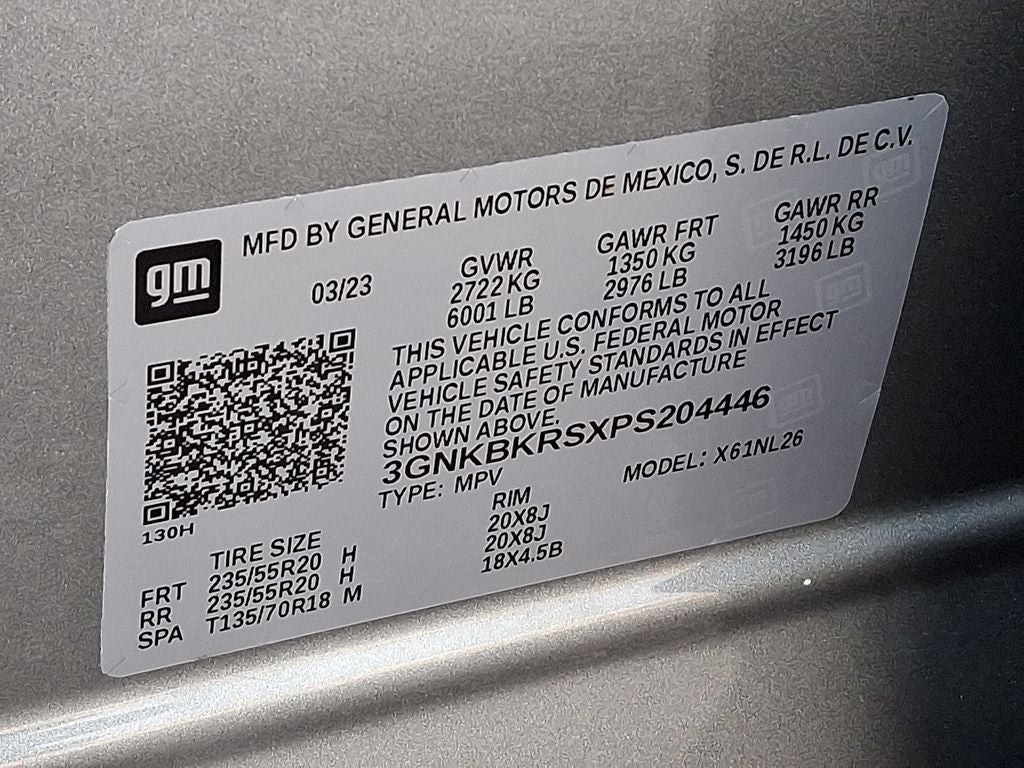 MFD BY GENERAL MOTORS DE MEXICO, S. DE R.L. DE C.V.
gm
03/23
GVWR
2722 KG
6001 LB
GAWR FRT
1350 KG
2976 LB
GAWR RR
1450 KG
3196 LB
THIS VEHICLE CONFORMS TO ALL
APPLICABLE U.S. FEDERAL MOTOR
VEHICLE SAFETY STANDARDS IN EFFECT
ON THE DATE OF MANUFACTURE
SHOWN ABOVE.
3GNKBKRSXPS204446
TYPE: MPV
MODEL: X61NL26
130H
TIRE SIZE RIM
FRT 235/55R20 H 20X8J
RR 235/55R20 H 20X8J
SPA T135/70R18 M 18X4.5B